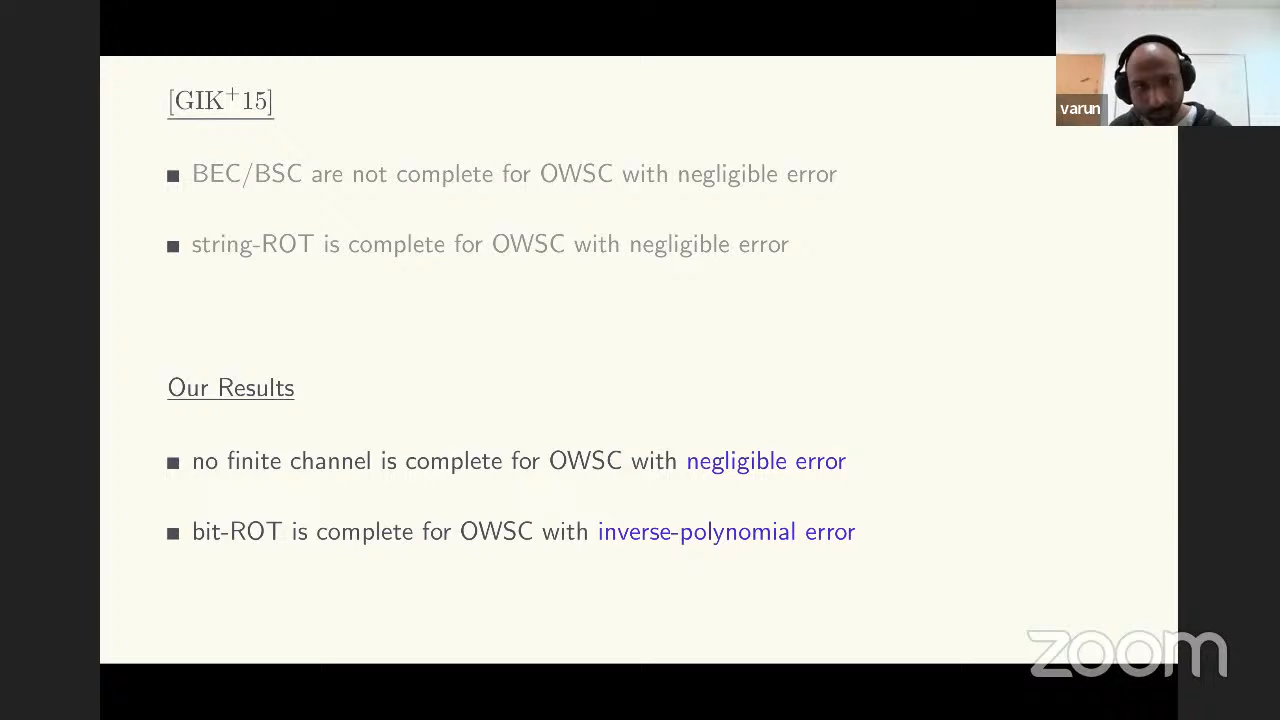 [GIK+15]
varun
■ BEC/BSC are not complete for OWSC with negligible error
■ string-ROT is complete for OWSC with negligible error
Our Results
■ no finite channel is complete for OWSC with negligible error
■ bit-ROT is complete for OWSC with inverse-polynomial error
zoom